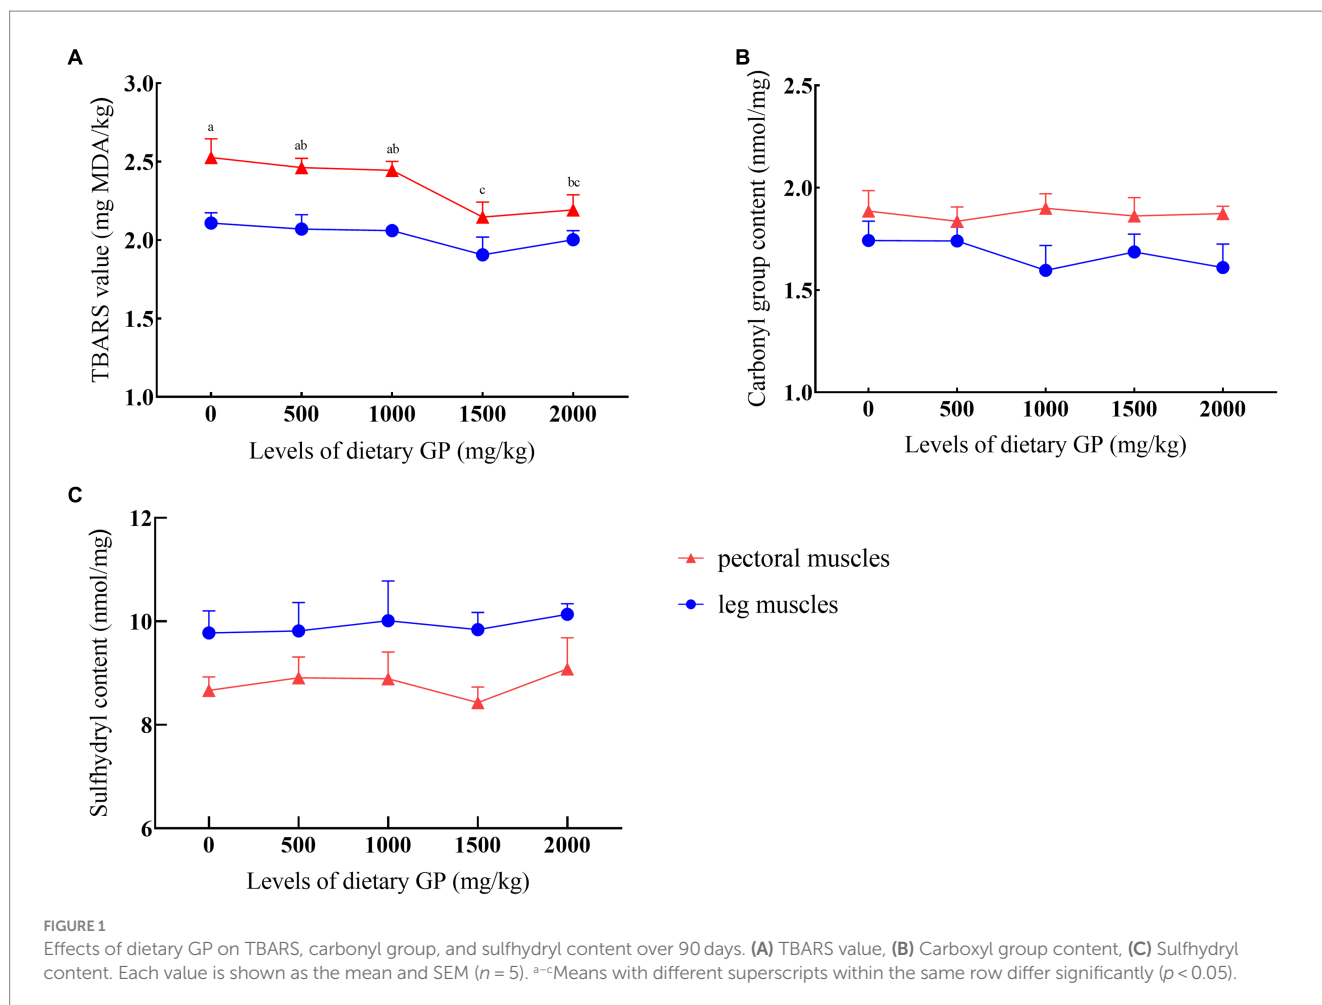 A
3.0
2.5
2.0
1.5
1.0
TBARS value (mg MDA/kg)
a
ab
ab
c
bc
0 500 1000 1500 2000
Levels of dietary GP (mg/kg)
B
2.5
2.0
1.5
1.0
Carbonyl group content (nmol/mg)
0 500 1000 1500 2000
Levels of dietary GP (mg/kg)
C
12
10
8
6
Sulfhydryl content (nmol/mg)
0 500 1000 1500 2000
Levels of dietary GP (mg/kg)
pectoral muscles
leg muscles
FIGURE 1
Effects of dietary GP on TBARS, carbonyl group, and sulfhydryl content over 90 days. (A) TBARS value, (B) Carboxyl group content, (C) Sulfhydryl
content. Each value is shown as the mean and SEM (n = 5). a–cMeans with different superscripts within the same row differ significantly (p < 0.05).